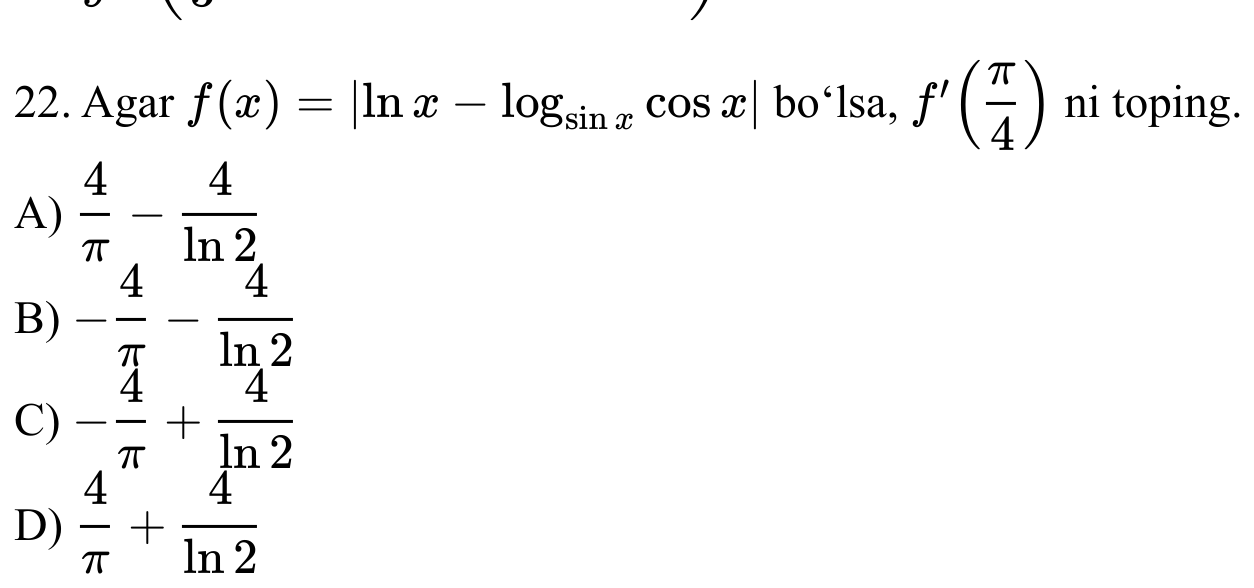 22. Agar f(x) = |ln x − log_{sin x} cos x| bo‘lsa, f′(π/4) ni toping.
A) 4/π − 4/ln 2
B) −4/π − 4/ln 2
C) −4/π + 4/ln 2
D) 4/π + 4/ln 2